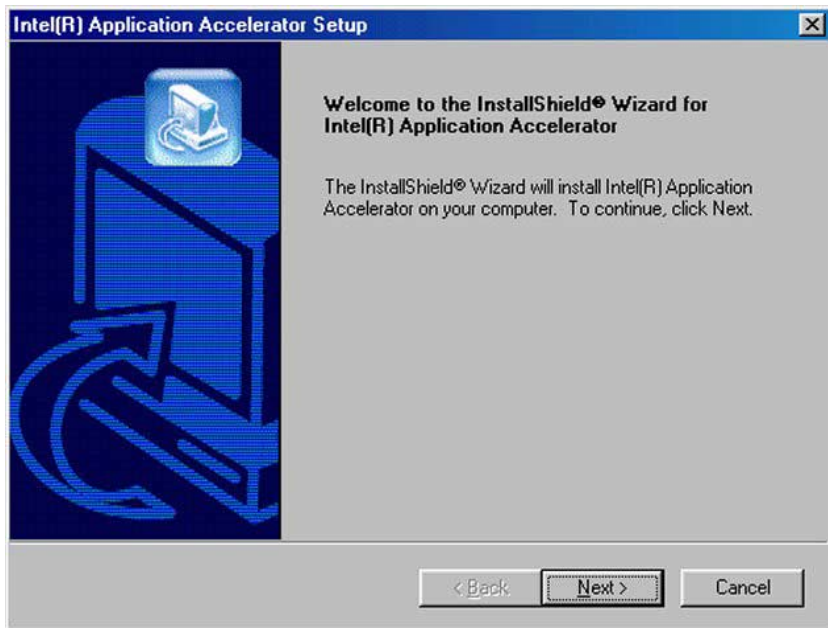 Intel(R) Application Accelerator Setup
Welcome to the InstallShield® Wizard for
Intel(R) Application Accelerator
The InstallShield® Wizard will install Intel(R) Application
Accelerator on your computer.  To continue, click Next.
< Back
Next >
Cancel